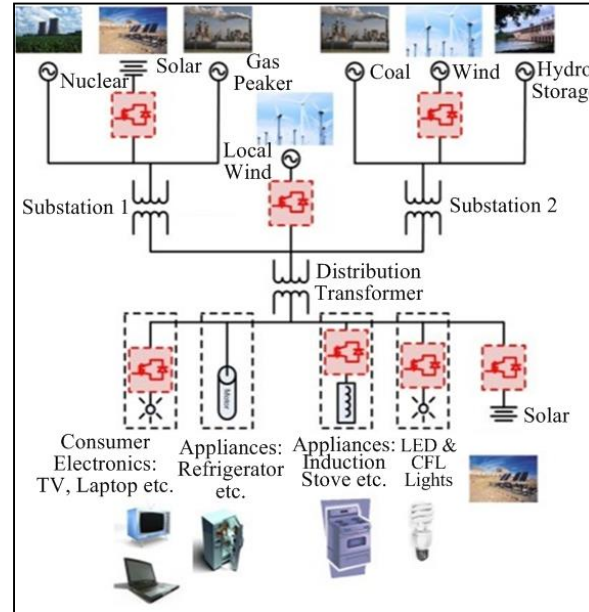 Nuclear
Solar
Gas
Peaker
Coal
Wind
Hydro
Storage
Local
Wind
Substation 1
Substation 2
Distribution
Transformer
Motor
Solar
Consumer
Electronics:
TV, Laptop etc.
Appliances:
Refrigerator
etc.
Appliances:
Induction
Stove etc.
LED &
CFL
Lights